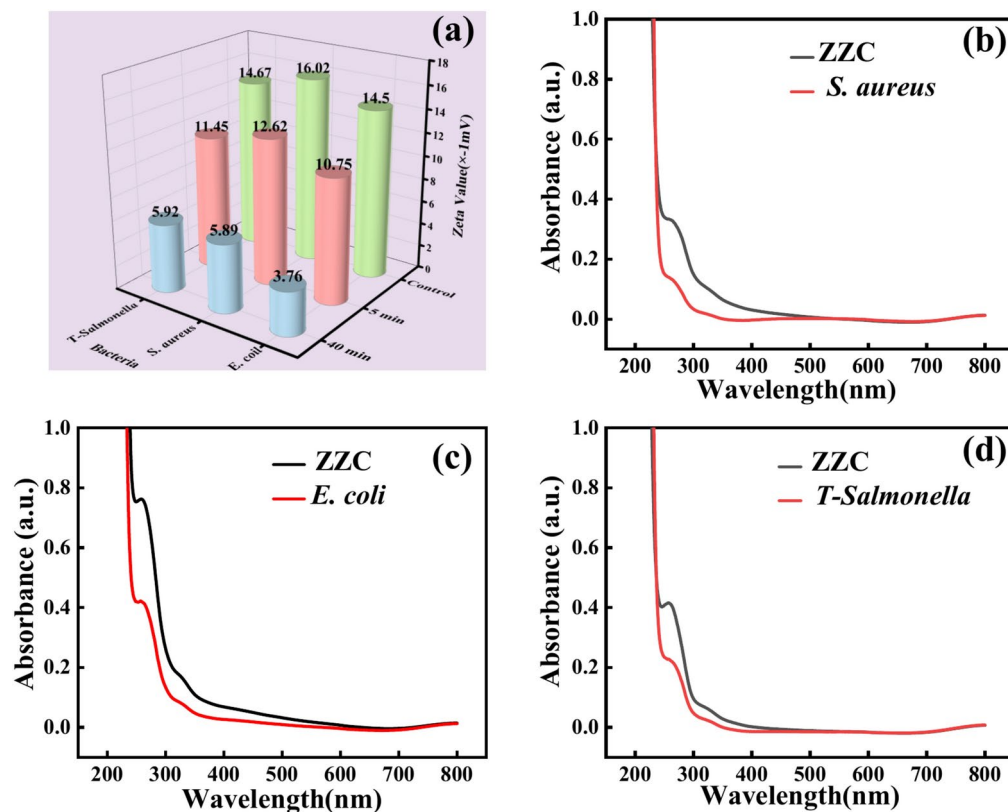 (a)
14.67
16.02
14.5
11.45
12.62
10.75
5.92
5.89
3.76
18
16
14
12
10
8
6
4
2
0
Zeta Value(×-1mV)
Control
5 min
40 min
T-Salmonella
S. aureus
E. coil
Bacteria
(b)
ZZC
S. aureus
1.0
0.8
0.6
0.4
0.2
0.0
Absorbance (a.u.)
200 300 400 500 600 700 800
Wavelength(nm)
(c)
ZZC
E. coli
1.0
0.8
0.6
0.4
0.2
0.0
Absorbance (a.u.)
200 300 400 500 600 700 800
Wavelength(nm)
(d)
ZZC
T-Salmonella
1.0
0.8
0.6
0.4
0.2
0.0
Absorbance (a.u.)
200 300 400 500 600 700 800
Wavelength(nm)